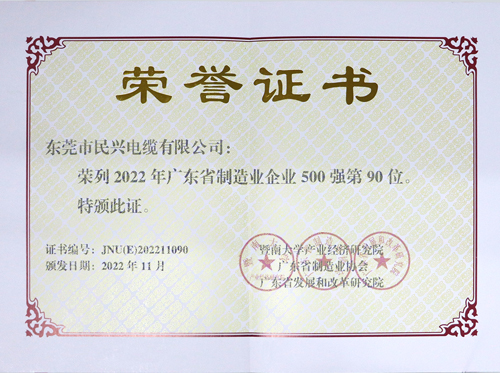 荣誉证书
东莞市民兴电缆有限公司：
荣列2022年广东省制造业企业500强第90位。
特颁此证。
证书编号：JNU(E)202211090
颁发日期：2022年11月
暨南大学产业经济研究院
广东省制造业协会
广东省发展和改革研究院